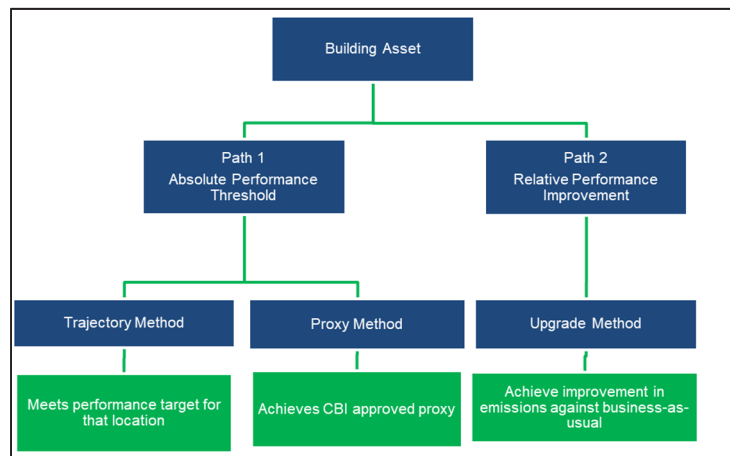 Building Asset
Path 1
Absolute Performance
Threshold
Path 2
Relative Performance
Improvement
Trajectory Method
Proxy Method
Upgrade Method
Meets performance target for
that location
Achieves CBI approved proxy
Achieve improvement in
emissions against business-as-
usual